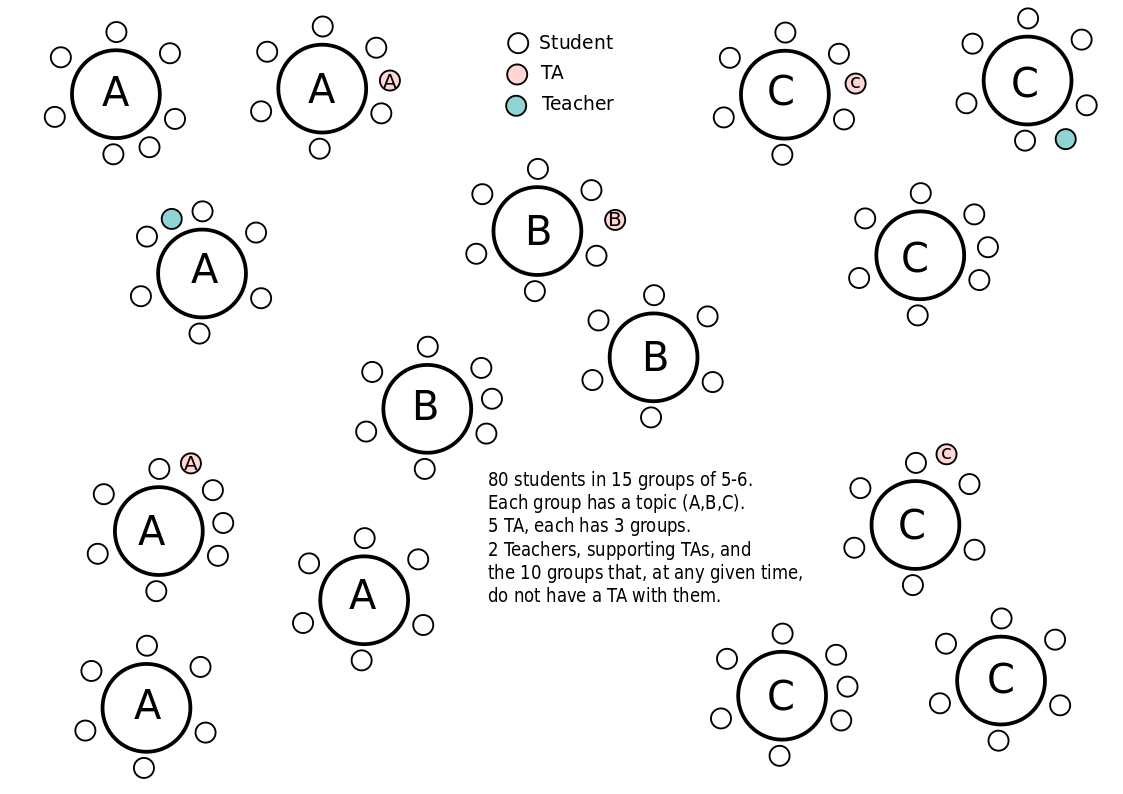 Student
TA
Teacher
A
A
A
C
C
C
A
B
B
C
B
B
80 students in 15 groups of 5-6.
Each group has a topic (A,B,C).
5 TA, each has 3 groups.
2 Teachers, supporting TAs, and
the 10 groups that, at any given time,
do not have a TA with them.
A
A
A
A
C
C
C
C